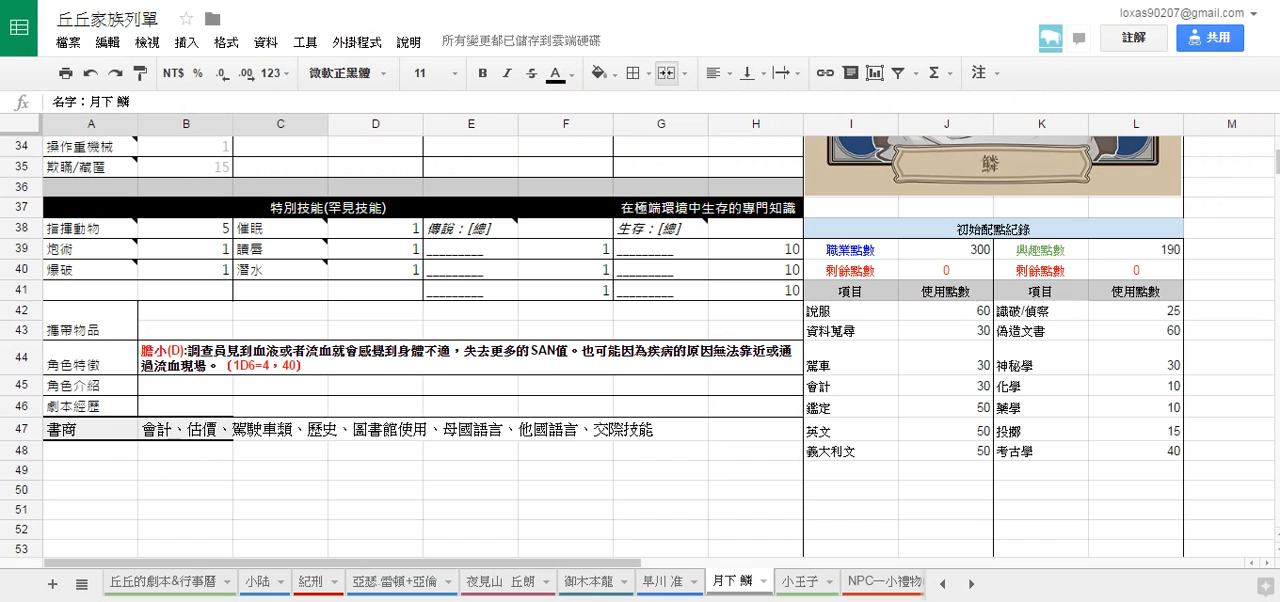 丘丘家族列單
loxas90207@gmail.com
檔案 編輯 檢視 插入 格式 資料 工具 外掛程式 說明 所有變更都已儲存到雲端硬碟
註解 共用
NT$ % .0 .00 123 微軟正黑體 11 B I S A Σ 注
fx 名字：月下 鱗
A B C D E F G H I J K L M
34 操作重機械 1
35 欺瞞/藏匿 15
鱗
36
37 特別技能(罕見技能) 在極端環境中生存的專門知識
38 指揮動物 5 催眠 1 傳說：[總] 生存：[總] 初始配點紀錄
39 炮術 1 讀唇 1 ________ 1 ________ 10 職業點數 300 興趣點數 190
40 爆破 1 潛水 1 ________ 1 ________ 10 剩餘點數 0 剩餘點數 0
41 ________ 1 ________ 10 項目 使用點數 項目 使用點數
42 說服 60 識破/偵察 25
43 攜帶物品 資料蒐尋 30 偽造文書 60
44 角色特徵 膽小(D):調查員見到血液或者流血就會感覺到身體不適，失去更多的SAN值。也可能因為疾病的原因無法靠近或通
過流血現場。（1D6=4，40） 駕車 30 神秘學 30
45 角色介紹 會計 30 化學 10
46 劇本經歷 鑑定 50 藥學 10
47 書商 會計、估價、駕駛車類、歷史、圖書館使用、母國語言、他國語言、交際技能 英文 50 投擲 15
48 義大利文 50 考古學 40
49
50
51
52
53
丘丘的劇本&行事曆 小陆 紀刑 亞瑟.雷頓+亞倫 夜見山 丘朗 御木本龍 早川 准 月下 鱗 小王子 NPC—小禮物